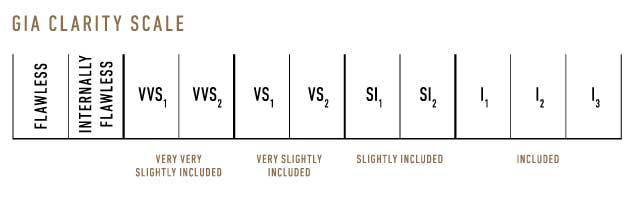 GIA CLARITY SCALE
FLAWLESS
INTERNALLY
FLAWLESS
VVS1
VVS2
VS1
VS2
SI1
SI2
I1
I2
I3
VERY VERY
SLIGHTLY INCLUDED
VERY SLIGHTLY
INCLUDED
SLIGHTLY INCLUDED
INCLUDED